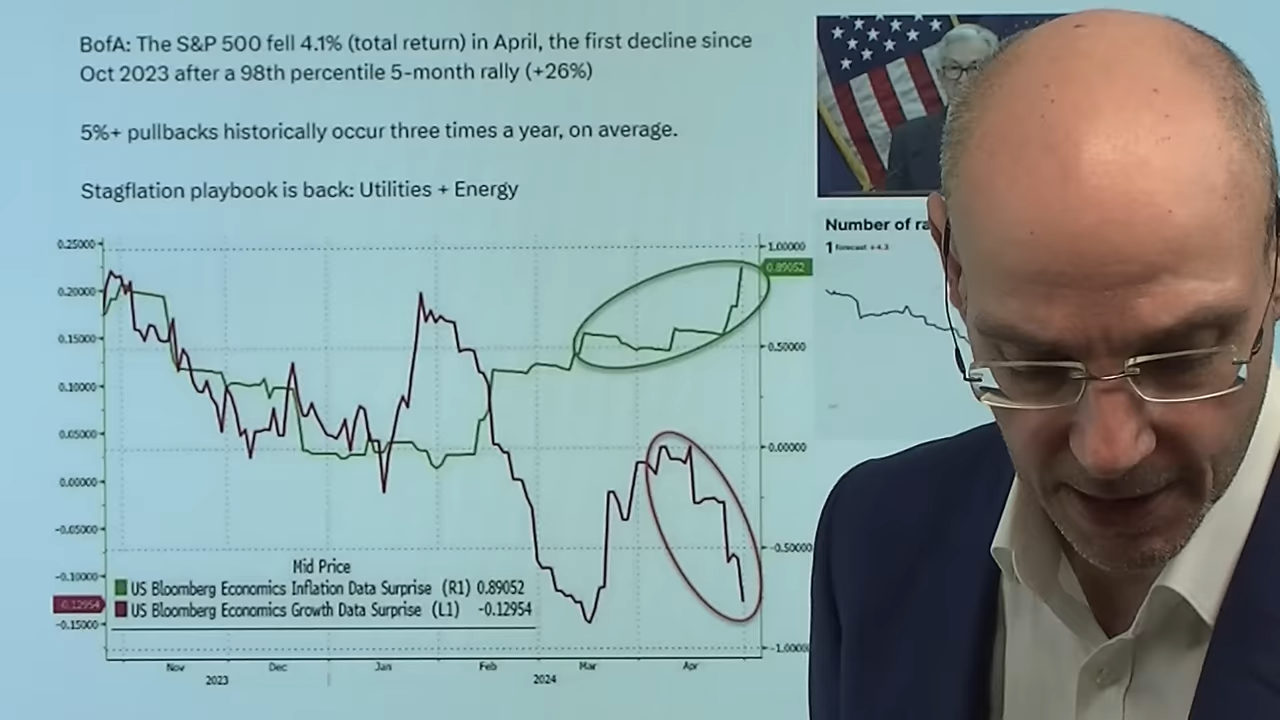 BofA: The S&P 500 fell 4.1% (total return) in April, the first decline since
Oct 2023 after a 98th percentile 5-month rally (+26%)
5%+ pullbacks historically occur three times a year, on average.
Stagflation playbook is back: Utilities + Energy
0.25000
0.20000
0.15000
0.10000
0.05000
0.00000
-0.05000
-0.10000
-0.12954
-0.15000
1.00000
0.89052
0.50000
0.00000
-0.50000
-1.0000
Mid Price
US Bloomberg Economics Inflation Data Surprise (R1) 0.89052
US Bloomberg Economics Growth Data Surprise (L1) -0.12954
Nov Dec Jan Feb Mar Apr
2023 2024
Number of ra
1 forecast